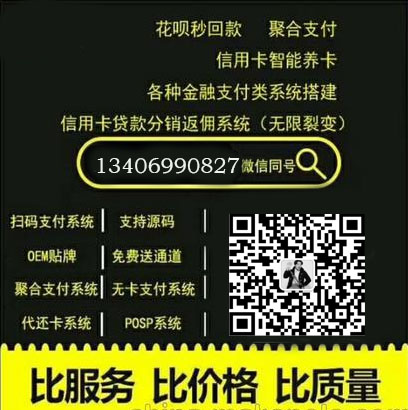 花呗秒回款 聚合支付
信用卡智能养卡
各种金融支付类系统搭建
信用卡贷款分销返佣系统（无限裂变）
13406990827微信同号
扫码支付系统 支持源码
OEM贴牌 免费送通道
聚合支付系统 无卡支付系统
代还卡系统 POSP系统
比服务 比价格 比质量